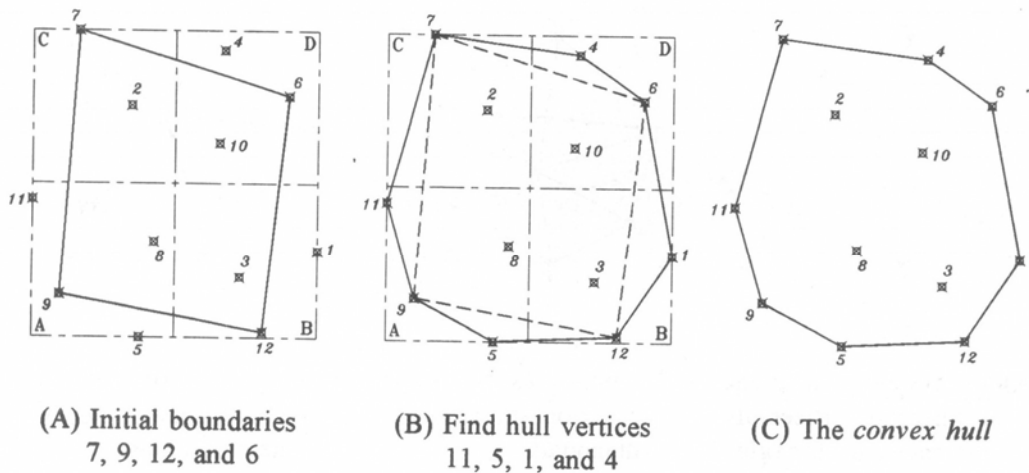 7
C
4
D
6
2
10
11
8
3
1
9
A
5
12
B
7
C
4
D
6
2
10
11
8
3
1
9
A
5
12
B
7
4
6
2
10
11
8
3
9
5
12
(A) Initial boundaries
7, 9, 12, and 6
(B) Find hull vertices
11, 5, 1, and 4
(C) The convex hull